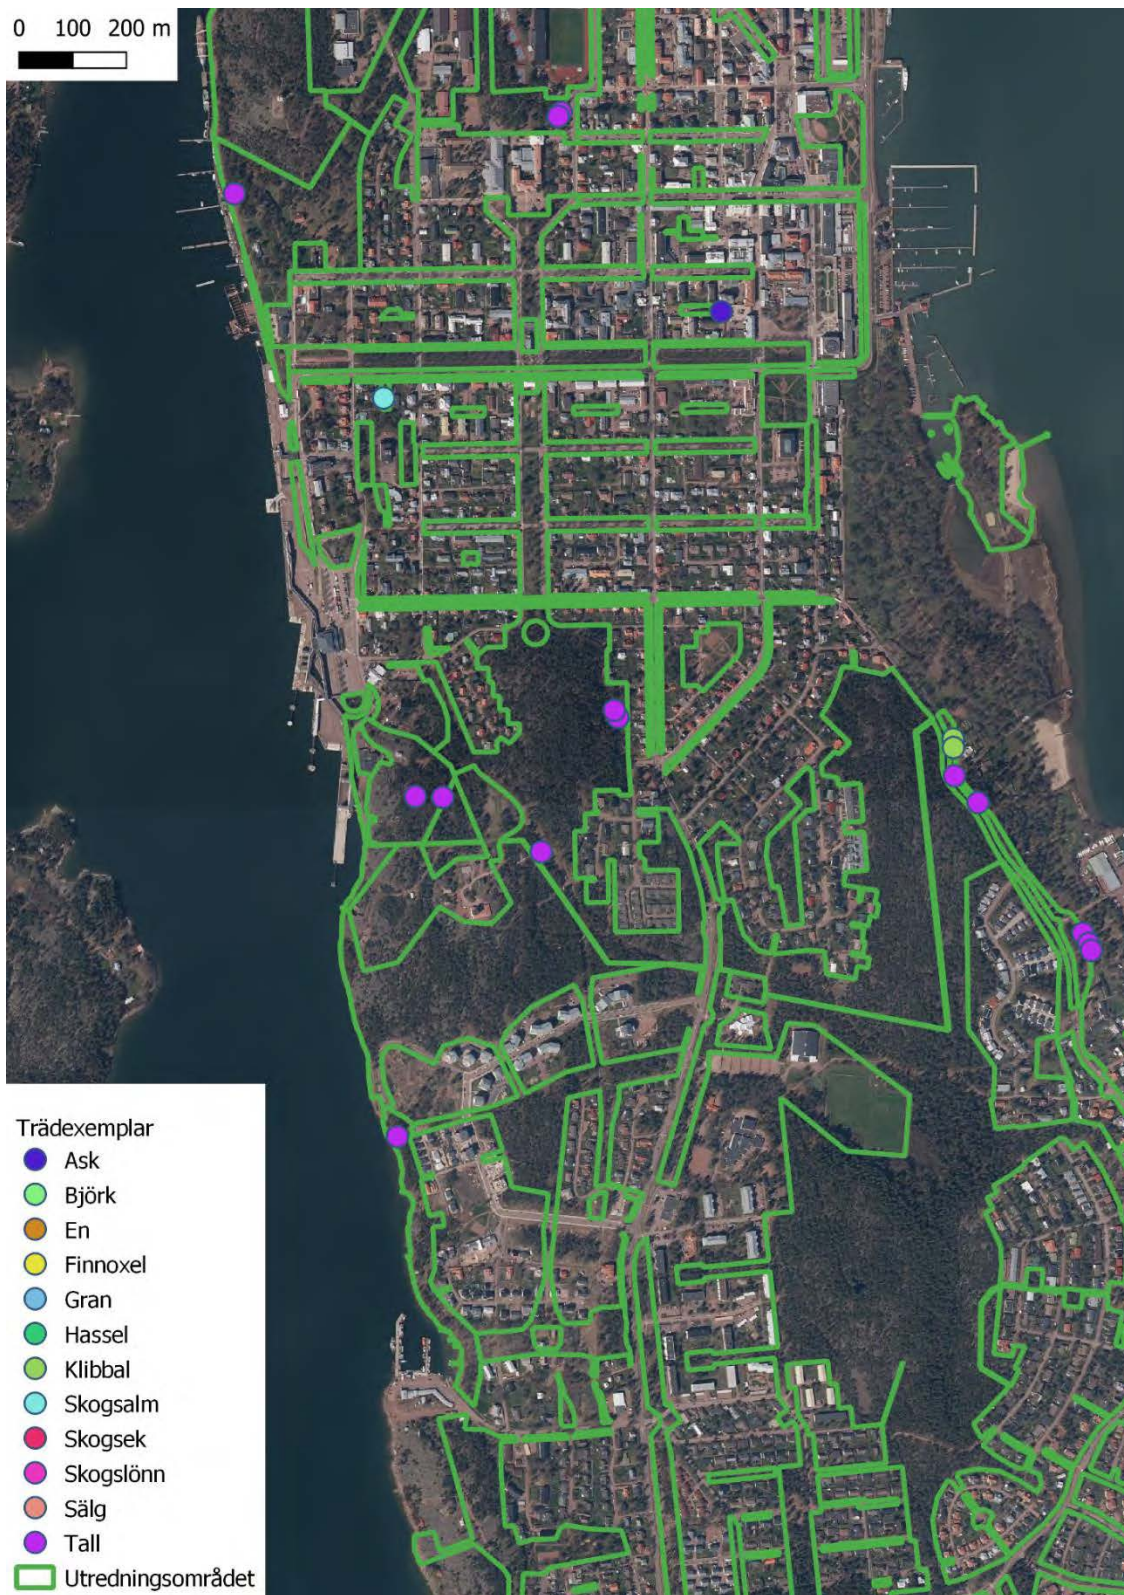 0 100 200 m
Trädexemplar
Ask
Björk
En
Finnoxel
Gran
Hassel
Klibbal
Skogsalm
Skogsek
Skogslönn
Sälg
Tall
Utredningsområdet